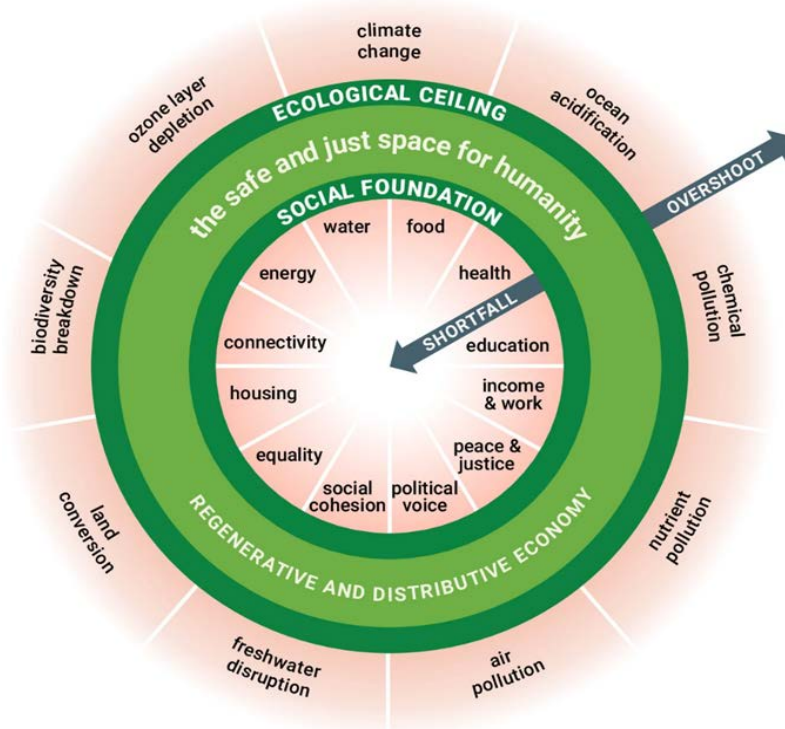 climate
change
ozone layer
depletion
ocean
acidification
ECOLOGICAL CEILING
OVERSHOOT
the safe and just space for humanity
SOCIAL FOUNDATION
water
food
energy
health
SHORTFALL
connectivity
education
housing
income
& work
equality
peace &
justice
social
cohesion
political
voice
biodiversity
breakdown
chemical
pollution
REGENERATIVE AND DISTRIBUTIVE ECONOMY
land
conversion
nutrient
pollution
freshwater
disruption
air
pollution